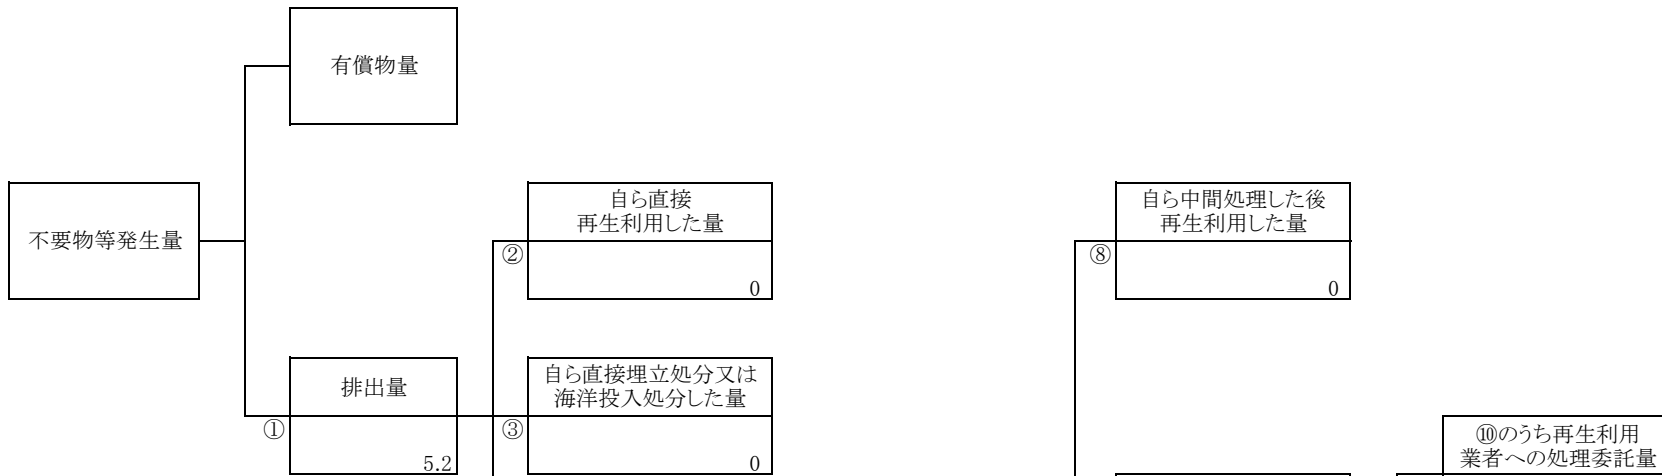 有償物量
不要物等発生量
自ら直接
再生利用した量
②
0
自ら中間処理した後
再生利用した量
⑧
0
排出量
①
5.2
自ら直接埋立処分又は
海洋投入処分した量
③
0
⑩のうち再生利用
業者への処理委託量